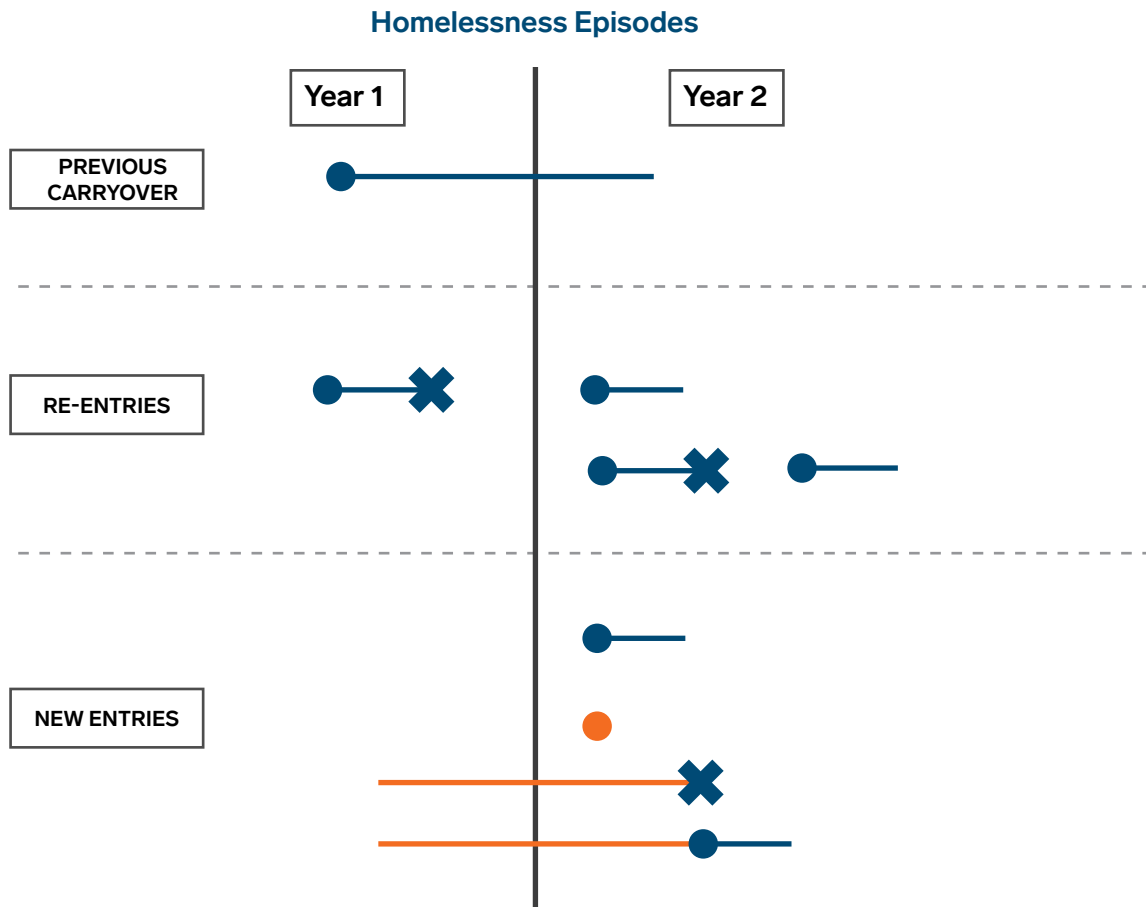 Homelessness Episodes
Year 1
Year 2
PREVIOUS
CARRYOVER
RE-ENTRIES
NEW ENTRIES